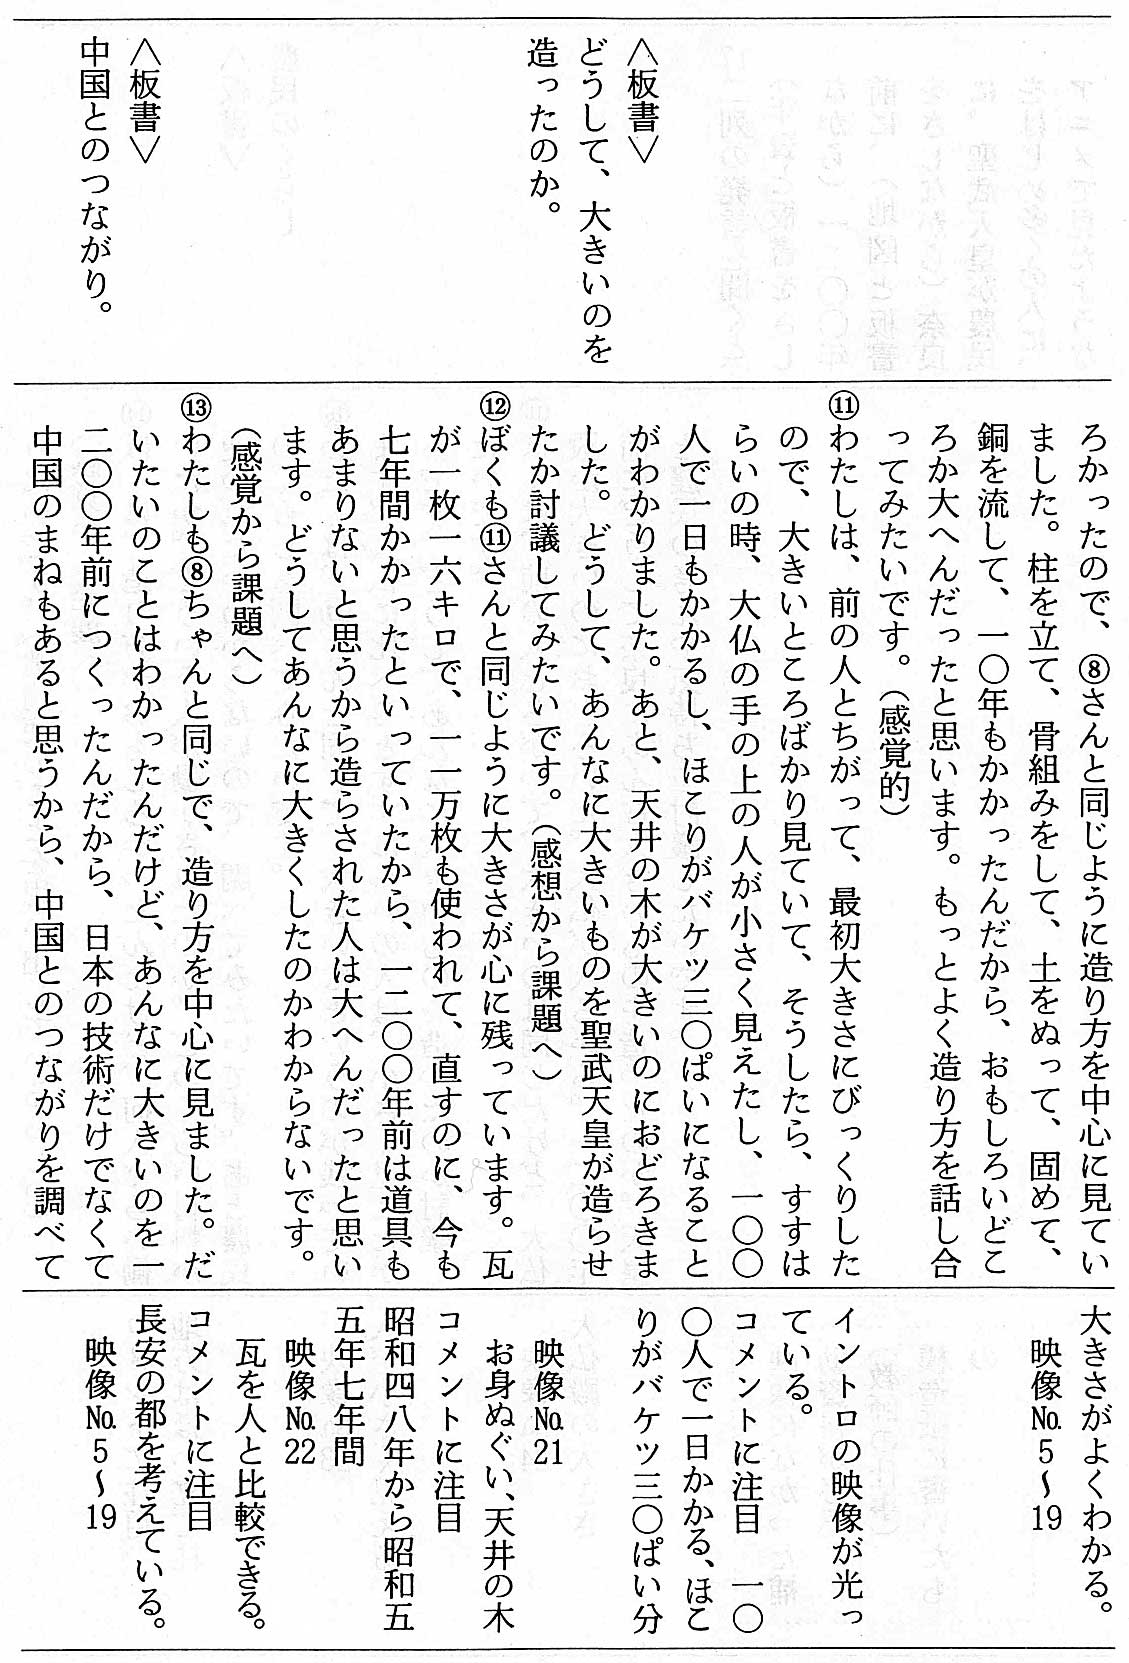 〈板書〉
どうして、大きいのを
造ったのか。
〈板書〉
中国とのつながり。
ろかったので、⑧さんと同じように造り方を中心に見てい
ました。柱を立て、骨組みをして、土をぬって、固めて、
銅を流して、一〇年もかかったんだから、おもしろいどこ
ろか大へんだったと思います。もっとよく造り方を話し合
ってみたいです。（感覚的）
⑪わたしは、前の人とちがって、最初大きさにびっくりした
ので、大きいところばかり見ていて、そうしたら、すすは
らいの時、大仏の手の上の人が小さく見えたし、一〇〇
人で一日もかかるし、ほこりがバケツ三〇ぱいになること
がわかりました。あと、天井の木が大きいのにおどろきま
した。どうして、あんなに大きいものを聖武天皇が造らせ
たか討議してみたいです。（感想から課題へ）
⑫ぼくも⑪さんと同じように大きさが心に残っています。瓦
が一枚一六キロで、一一万枚も使われて、直すのに、今も
七年間かかったといっていたから、一二〇〇年前は道具も
あまりないと思うから造らされた人は大へんだったと思い
ます。どうしてあんなに大きくしたのかわからないです。
（感覚から課題へ）
⑬わたしも⑧ちゃんと同じで、造り方を中心に見ました。だ
いたいのことはわかったんだけど、あんなに大きいのを一
二〇〇年前につくったんだから、日本の技術だけでなくて
中国のまねもあると思うから、中国とのつながりを調べて
大きさがよくわかる。
映像№5〜19
イントロの映像が光っ
ている。
コメントに注目　一〇
〇人で一日かかる、ほこ
りがバケツ三〇ぱい分
映像№21
お身ぬぐい、天井の木
コメントに注目
昭和四八年から昭和五
五年七年間
映像№22
瓦を人と比較できる。
コメントに注目
長安の都を考えている。
映像№5〜19